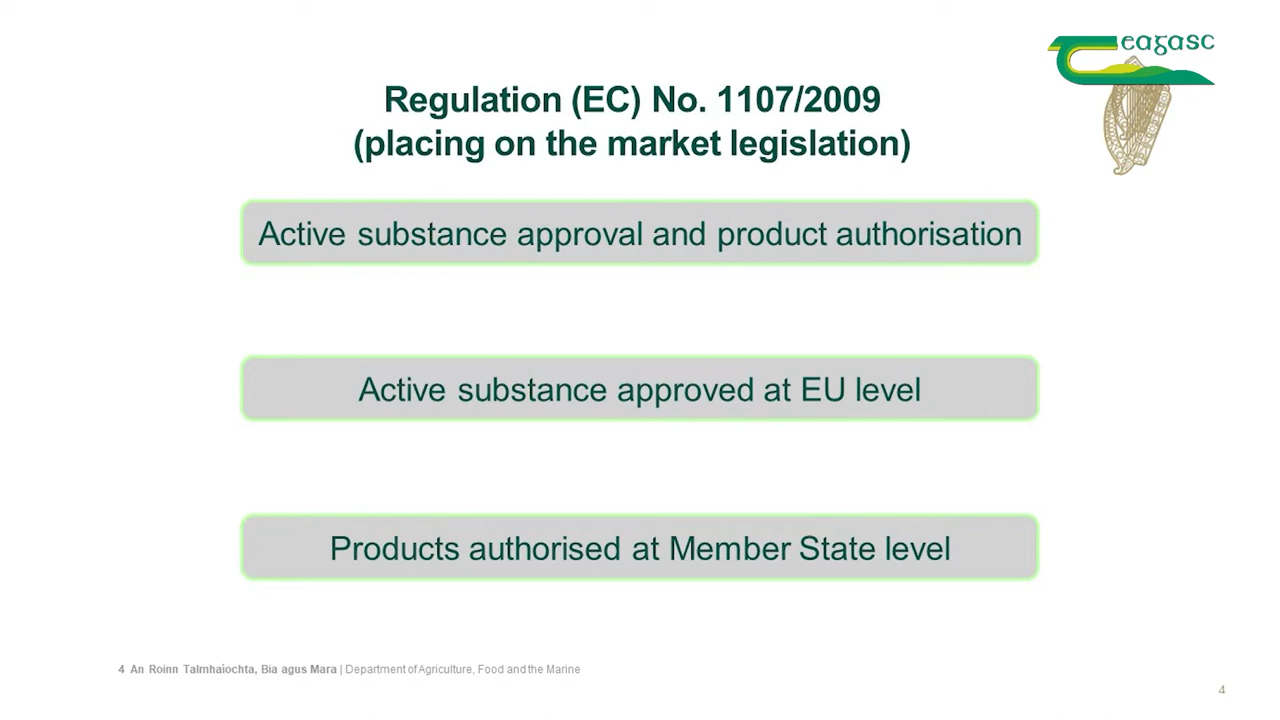 eagasc
Regulation (EC) No. 1107/2009
(placing on the market legislation)
Active substance approval and product authorisation
Active substance approved at EU level
Products authorised at Member State level
4 An Roinn Talmhaíochta, Bia agus Mara | Department of Agriculture, Food and the Marine
4